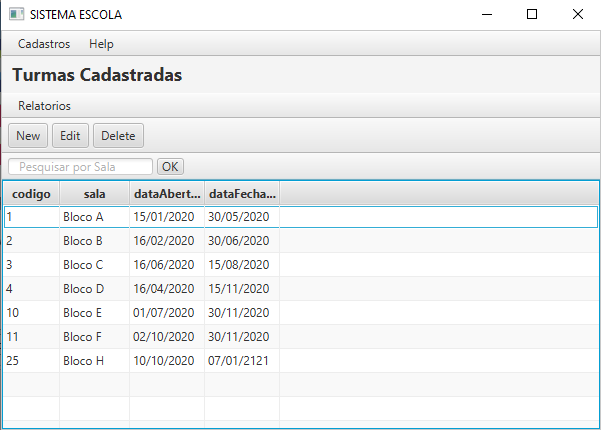 SISTEMA ESCOLA
Cadastros Help
Turmas Cadastradas
Relatorios
New Edit Delete
Pesquisar por Sala OK
codigo sala dataAbert... dataFecha...
1 Bloco A 15/01/2020 30/05/2020
2 Bloco B 16/02/2020 30/06/2020
3 Bloco C 16/06/2020 15/08/2020
4 Bloco D 16/04/2020 15/11/2020
10 Bloco E 01/07/2020 30/11/2020
11 Bloco F 02/10/2020 30/11/2020
25 Bloco H 10/10/2020 07/01/2121